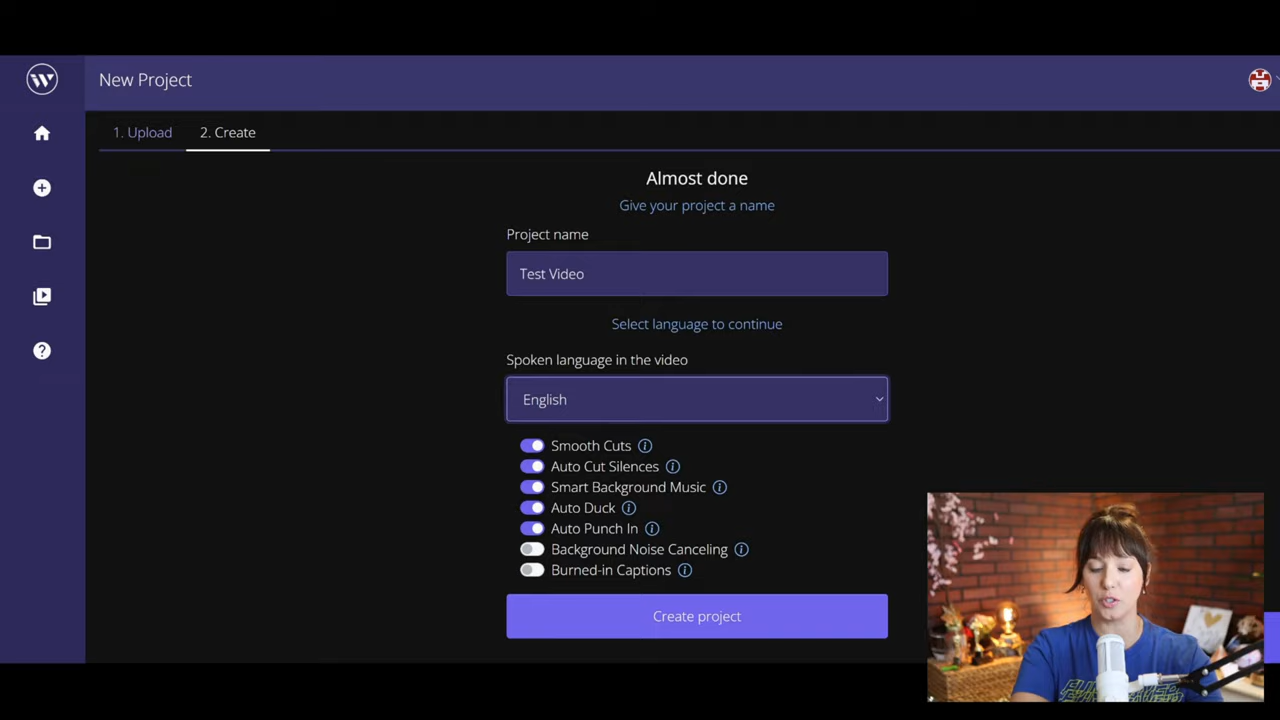 New Project
1. Upload
2. Create
Almost done
Give your project a name
Project name
Test Video
Select language to continue
Spoken language in the video
English
Smooth Cuts
Auto Cut Silences
Smart Background Music
Auto Duck
Auto Punch In
Background Noise Canceling
Burned-in Captions
Create project